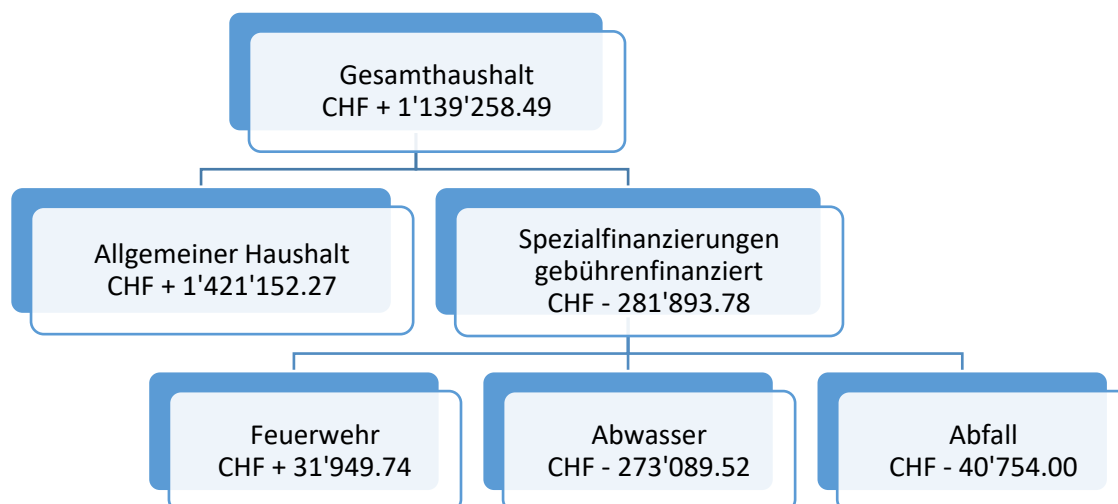 Gesamthaushalt
CHF + 1'139'258.49
Allgemeiner Haushalt
CHF + 1'421'152.27
Spezialfinanzierungen
gebührenfinanziert
CHF - 281'893.78
Feuerwehr
CHF + 31'949.74
Abwasser
CHF - 273'089.52
Abfall
CHF - 40'754.00